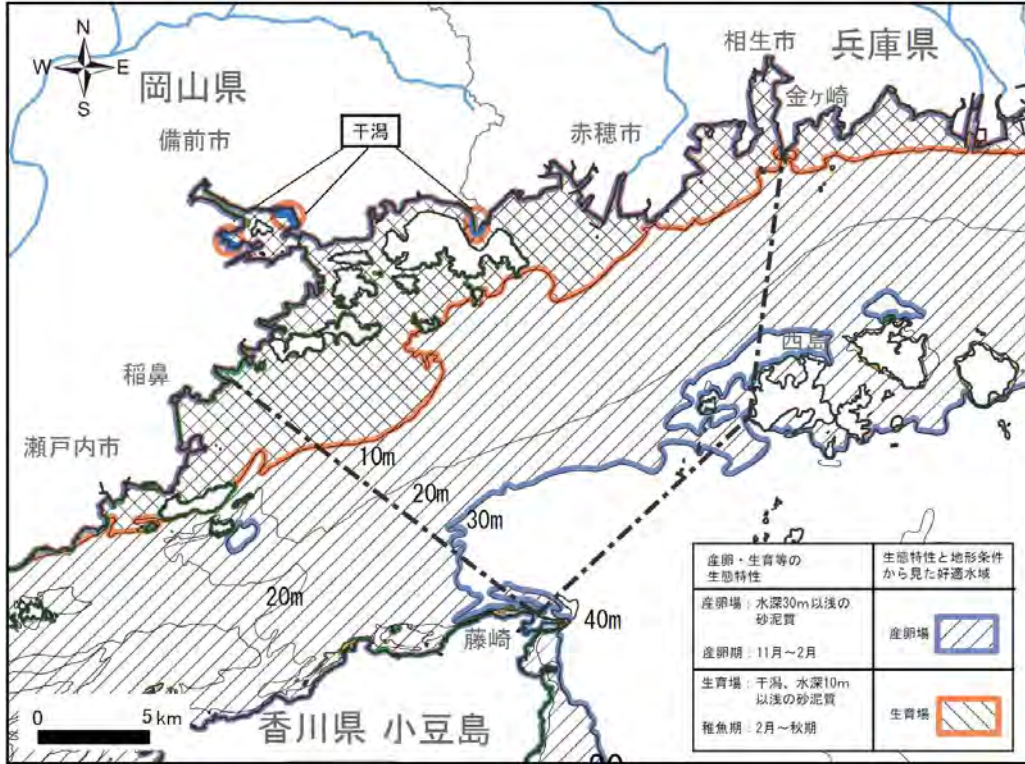 N
W E
S
岡山県
備前市
干潟
相生市
兵庫県
金ヶ崎
赤穂市
西島
稲鼻
瀬戸内市
10m
20m
30m
20m
40m
藤崎
0 5km
香川県 小豆島
産卵・生育等の
生態特性
生態特性と地形条件
から見た好適水域
産卵場：水深30m以浅の
砂泥質
産卵期：11月～2月
産卵場
生育場：干潟、水深10m
以浅の砂泥質
稚魚期：2月～秋期
生育場